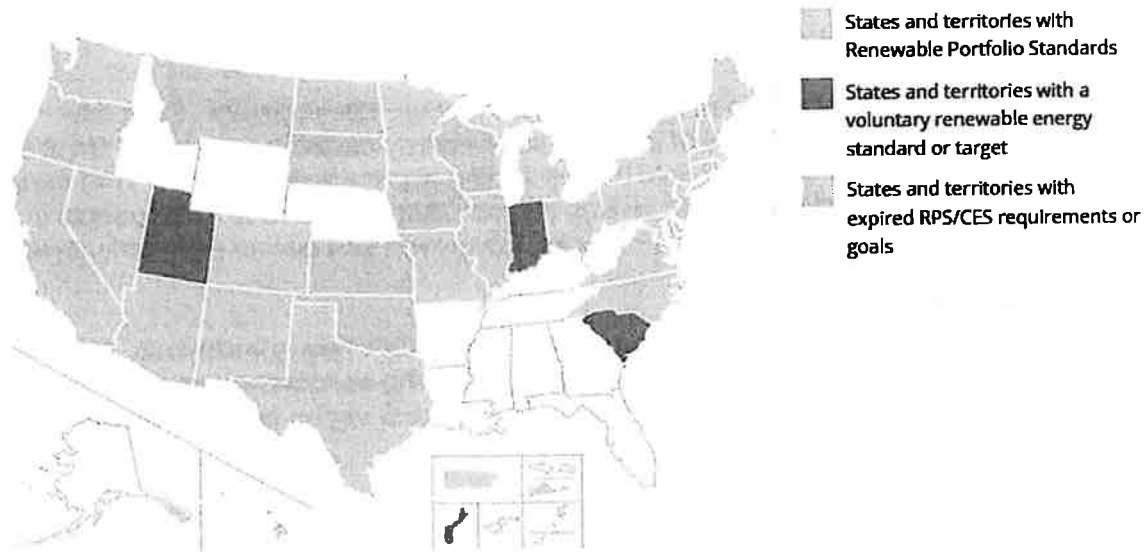 States and territories with
Renewable Portfolio Standards
States and territories with a
voluntary renewable energy
standard or target
States and territories with
expired RPS/CES requirements or
goals